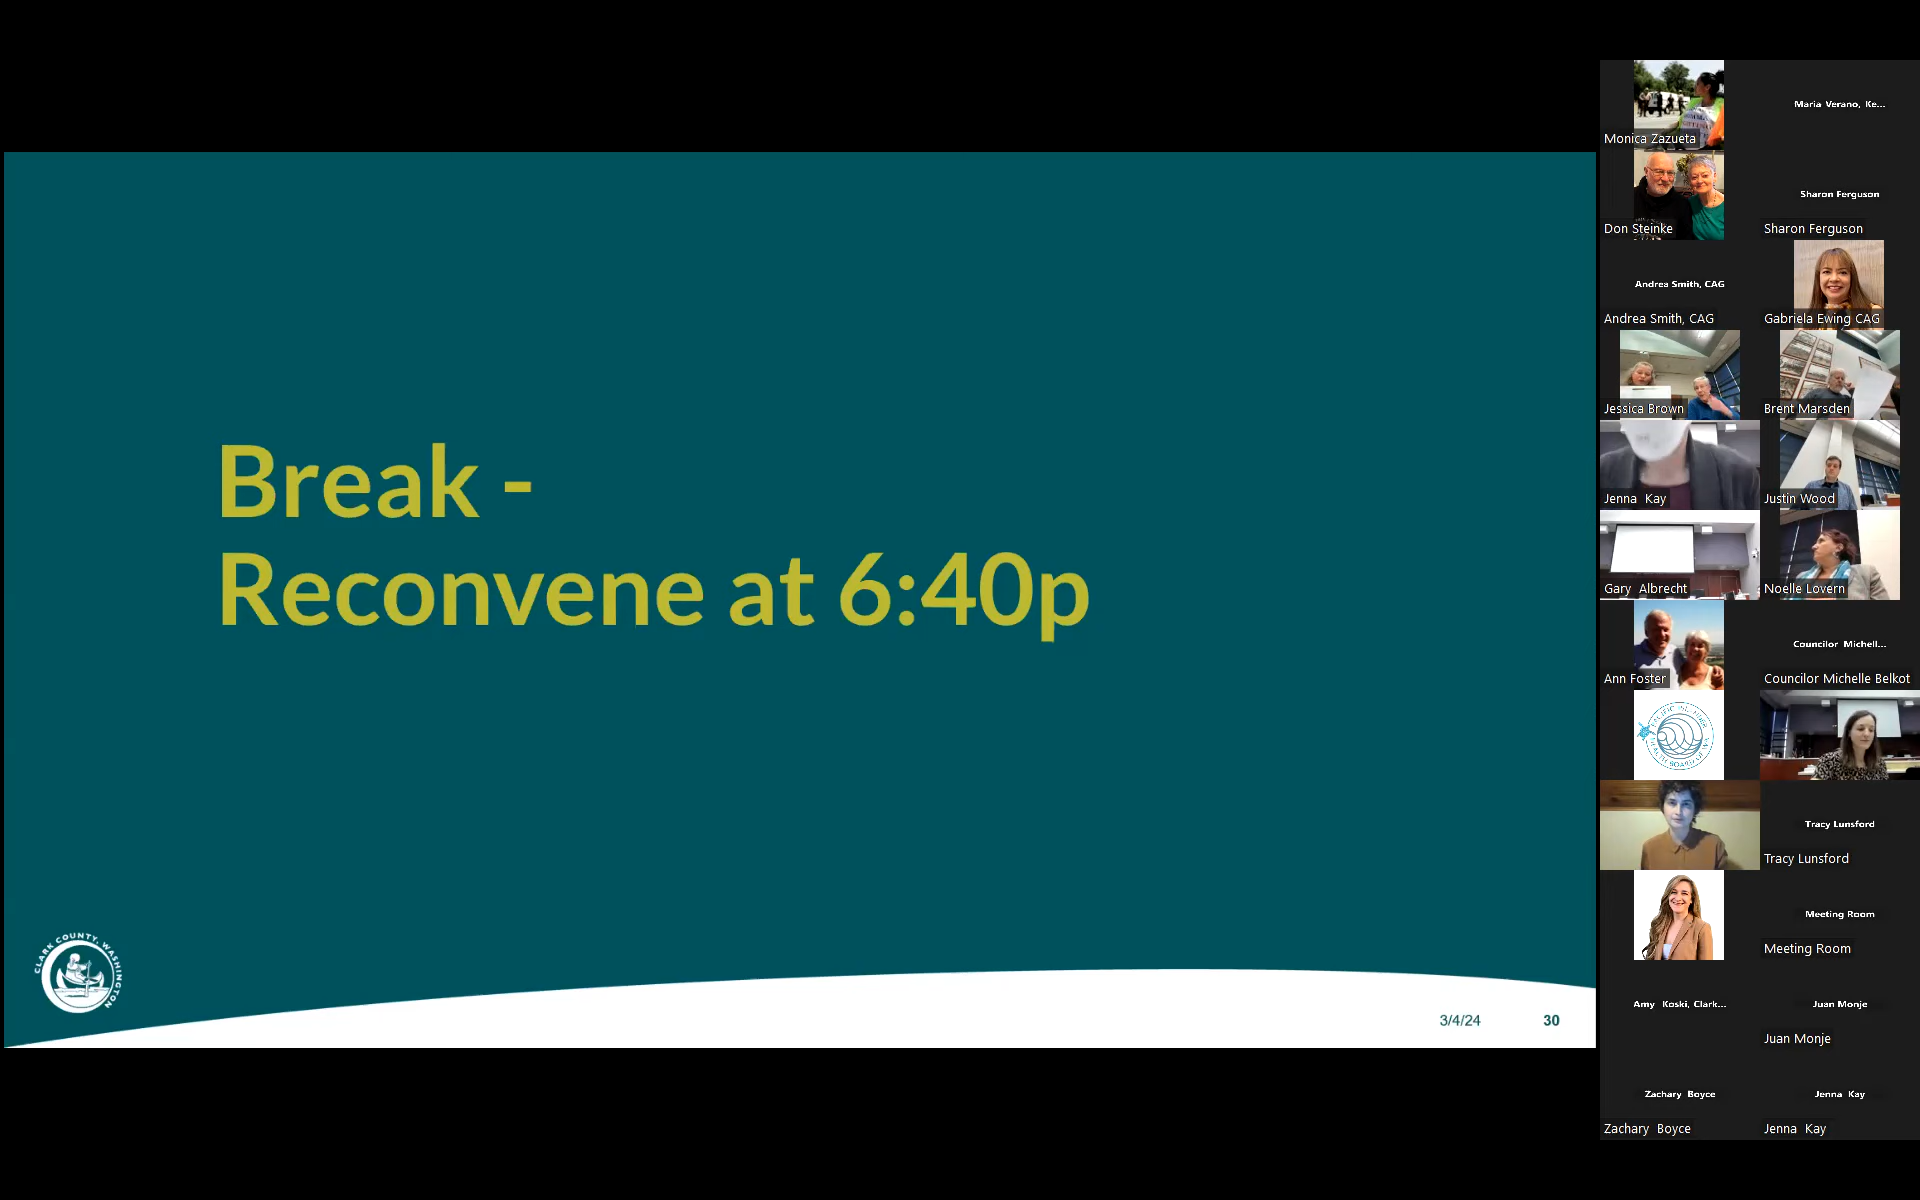 Break -
Reconvene at 6:40p
CLARK COUNTY, WASHINGTON
3/4/24
30
Monica Zazueta
Maria Verano, Ke...
Don Steinke
Sharon Ferguson
Sharon Ferguson
Andrea Smith, CAG
Andrea Smith, CAG
Gabriela Ewing CAG
Jessica Brown
Brent Marsden
Jenna Kay
Justin Wood
Gary Albrecht
Noelle Lovern
Ann Foster
Councilor Michell...
Councilor Michelle Belkot
Tracy Lunsford
Tracy Lunsford
Meeting Room
Meeting Room
Amy Koski, Clark...
Juan Monje
Juan Monje
Zachary Boyce
Zachary Boyce
Jenna Kay
Jenna Kay